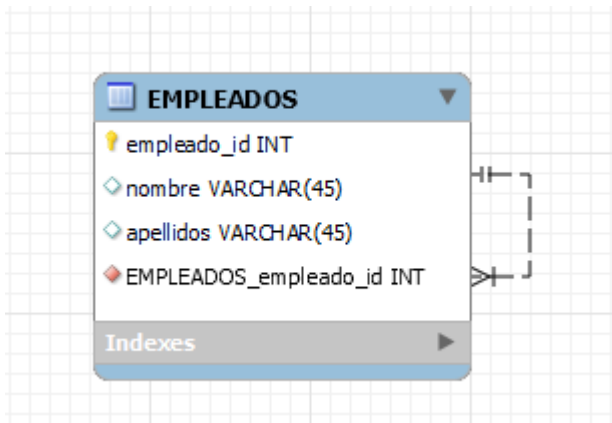 EMPLEADOS
empleado_id INT
nombre VARCHAR(45)
apellidos VARCHAR(45)
EMPLEADOS_empleado_id INT
Indexes